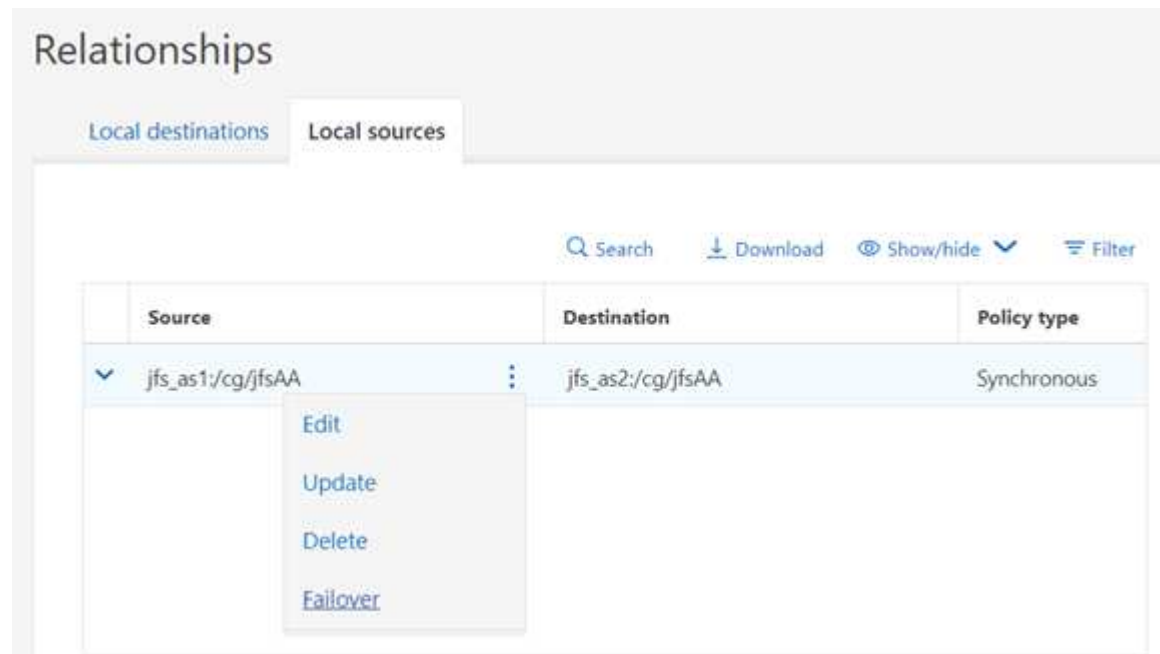 Relationships
Local destinations Local sources
Search Download Show/hide Filter
Source Destination Policy type
jfs_as1:/cg/jfsAA jfs_as2:/cg/jfsAA Synchronous
Edit
Update
Delete
Failover